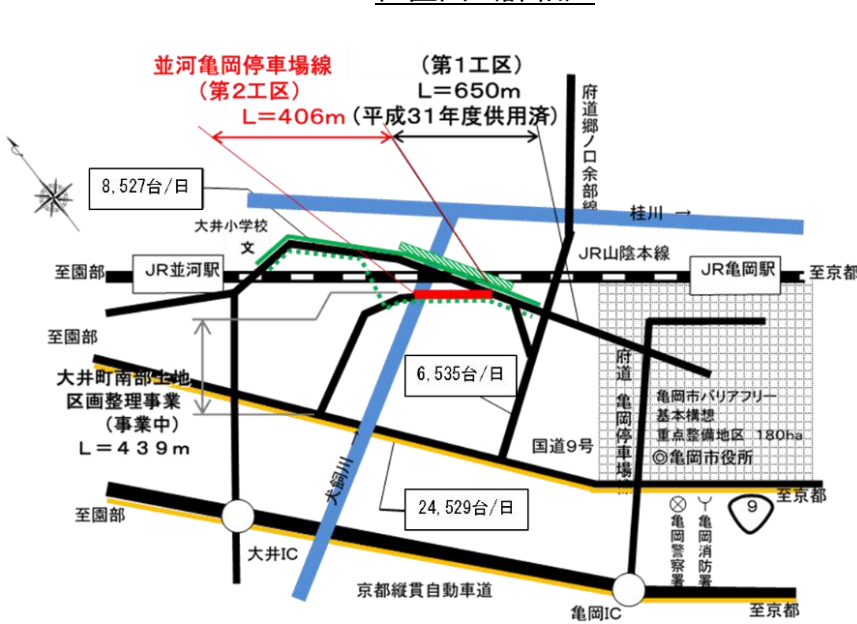 並河亀岡停車場線
(第2工区)
L=406m
(第1工区)
L=650m
(平成31年度供用済)
府道郷ノ口余部線
8,527台/日
大井小学校
文
桂川 →
JR山陰本線
至園部
JR並河駅
JR亀岡駅
至京都
至園部
大井町南部土地
区画整理事業
(事業中)
L=439m
6,535台/日
府道 亀岡停車場
亀岡市バリアフリー
基本構想
重点整備地区 180ha
◎亀岡市役所
国道9号
犬飼川 →
24,529台/日
至京都
9
亀岡警察署
亀岡消防署
至園部
大井IC
京都縦貫自動車道
亀岡IC
至京都